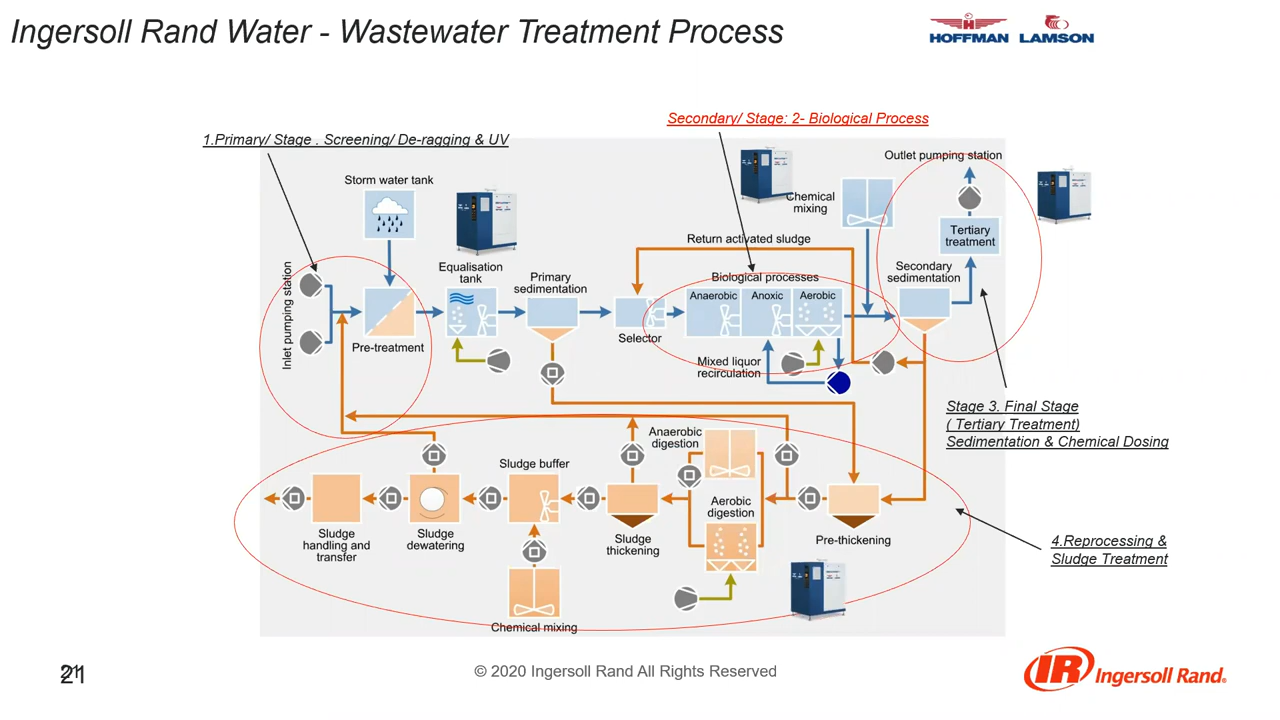 Ingersoll Rand Water - Wastewater Treatment Process
HOFFMAN LAMSON
Secondary/ Stage: 2- Biological Process
1.Primary/ Stage . Screening/ De-ragging & UV
Outlet pumping station
Storm water tank
Chemical
mixing
Tertiary
treatment
Return activated sludge
Equalisation
tank
Primary
sedimentation
Biological processes
Secondary
sedimentation
Inlet pumping station
Anaerobic
Anoxic
Aerobic
Selector
Pre-treatment
Mixed liquor
recirculation
Stage 3. Final Stage
( Tertiary Treatment)
Sedimentation & Chemical Dosing
Anaerobic
digestion
Sludge buffer
Aerobic
digestion
Sludge
handling and
transfer
Sludge
dewatering
Sludge
thickening
Pre-thickening
4.Reprocessing &
Sludge Treatment
Chemical mixing
21
© 2020 Ingersoll Rand All Rights Reserved
IR Ingersoll Rand®